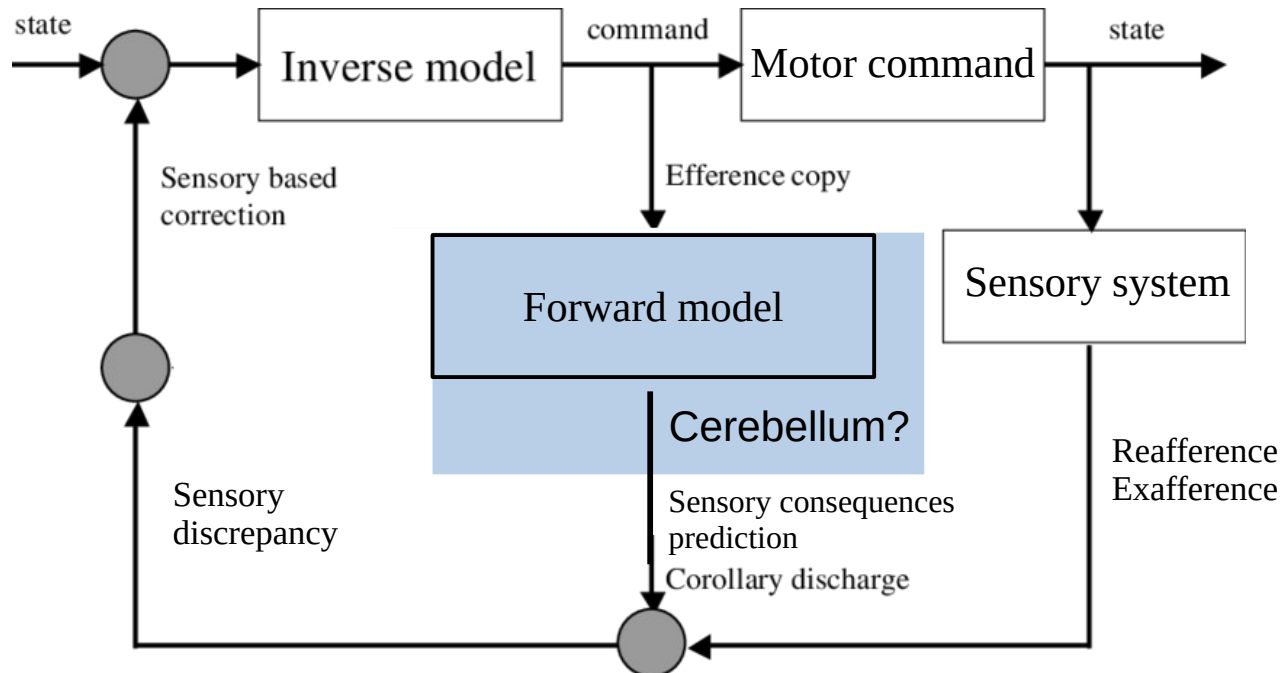 state
command
state
Inverse model
Motor command
Sensory based
correction
Efference copy
Forward model
Sensory system
Cerebellum?
Reafference
Exafference
Sensory
discrepancy
Sensory consequences
prediction
Corollary discharge